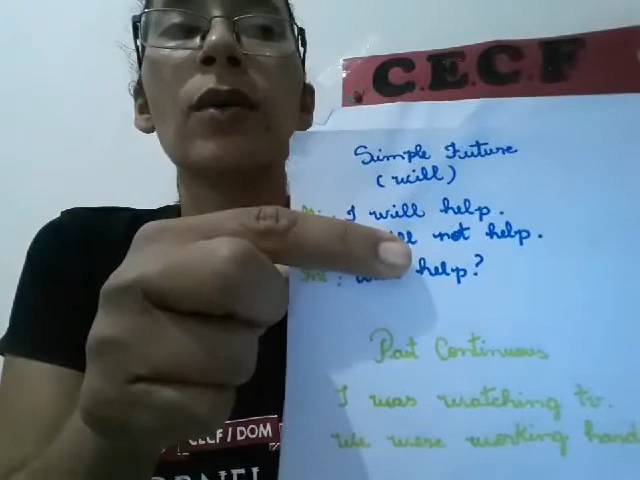 C.E.C.F
Simple Future
(will)
I will help.
not help.
help?
Past Continuous
I was watching tv.
We were working hard
CECF / DOM